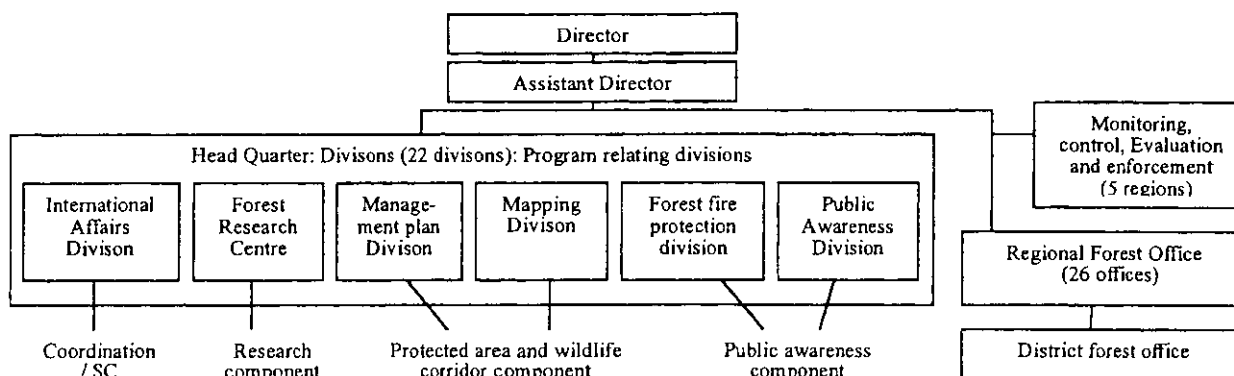 Director
Assistant Director
Monitoring,
control, Evaluation
and enforcement
(5 regions)
Head Quarter: Divisons (22 divisons): Program relating divisions
International
Affairs
Divison
Forest
Research
Centre
Manage-
ment plan
Divison
Mapping
Divison
Forest fire
protection
division
Public
Awareness
Division
Regional Forest Office
(26 offices)
Coordination
/ SC
Research
component
Protected area and wildlife
corridor component
Public awareness
component
District forest office